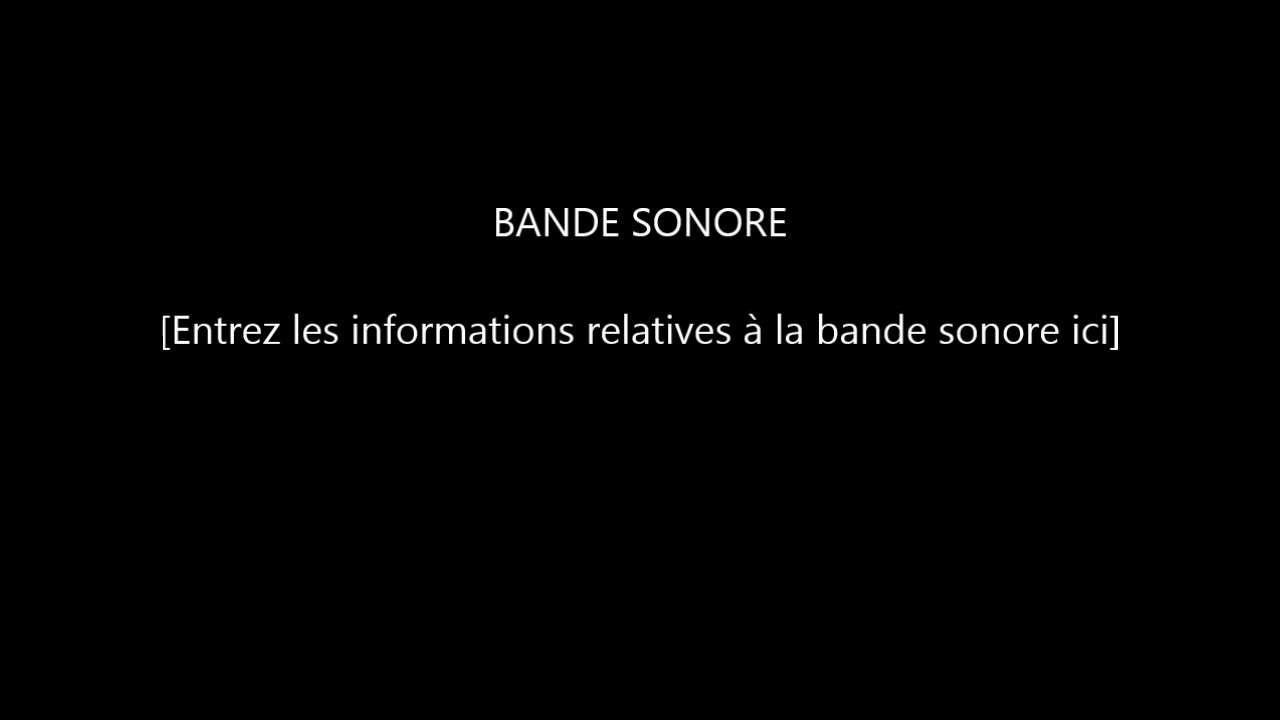 BANDE SONORE
[Entrez les informations relatives à la bande sonore ici]